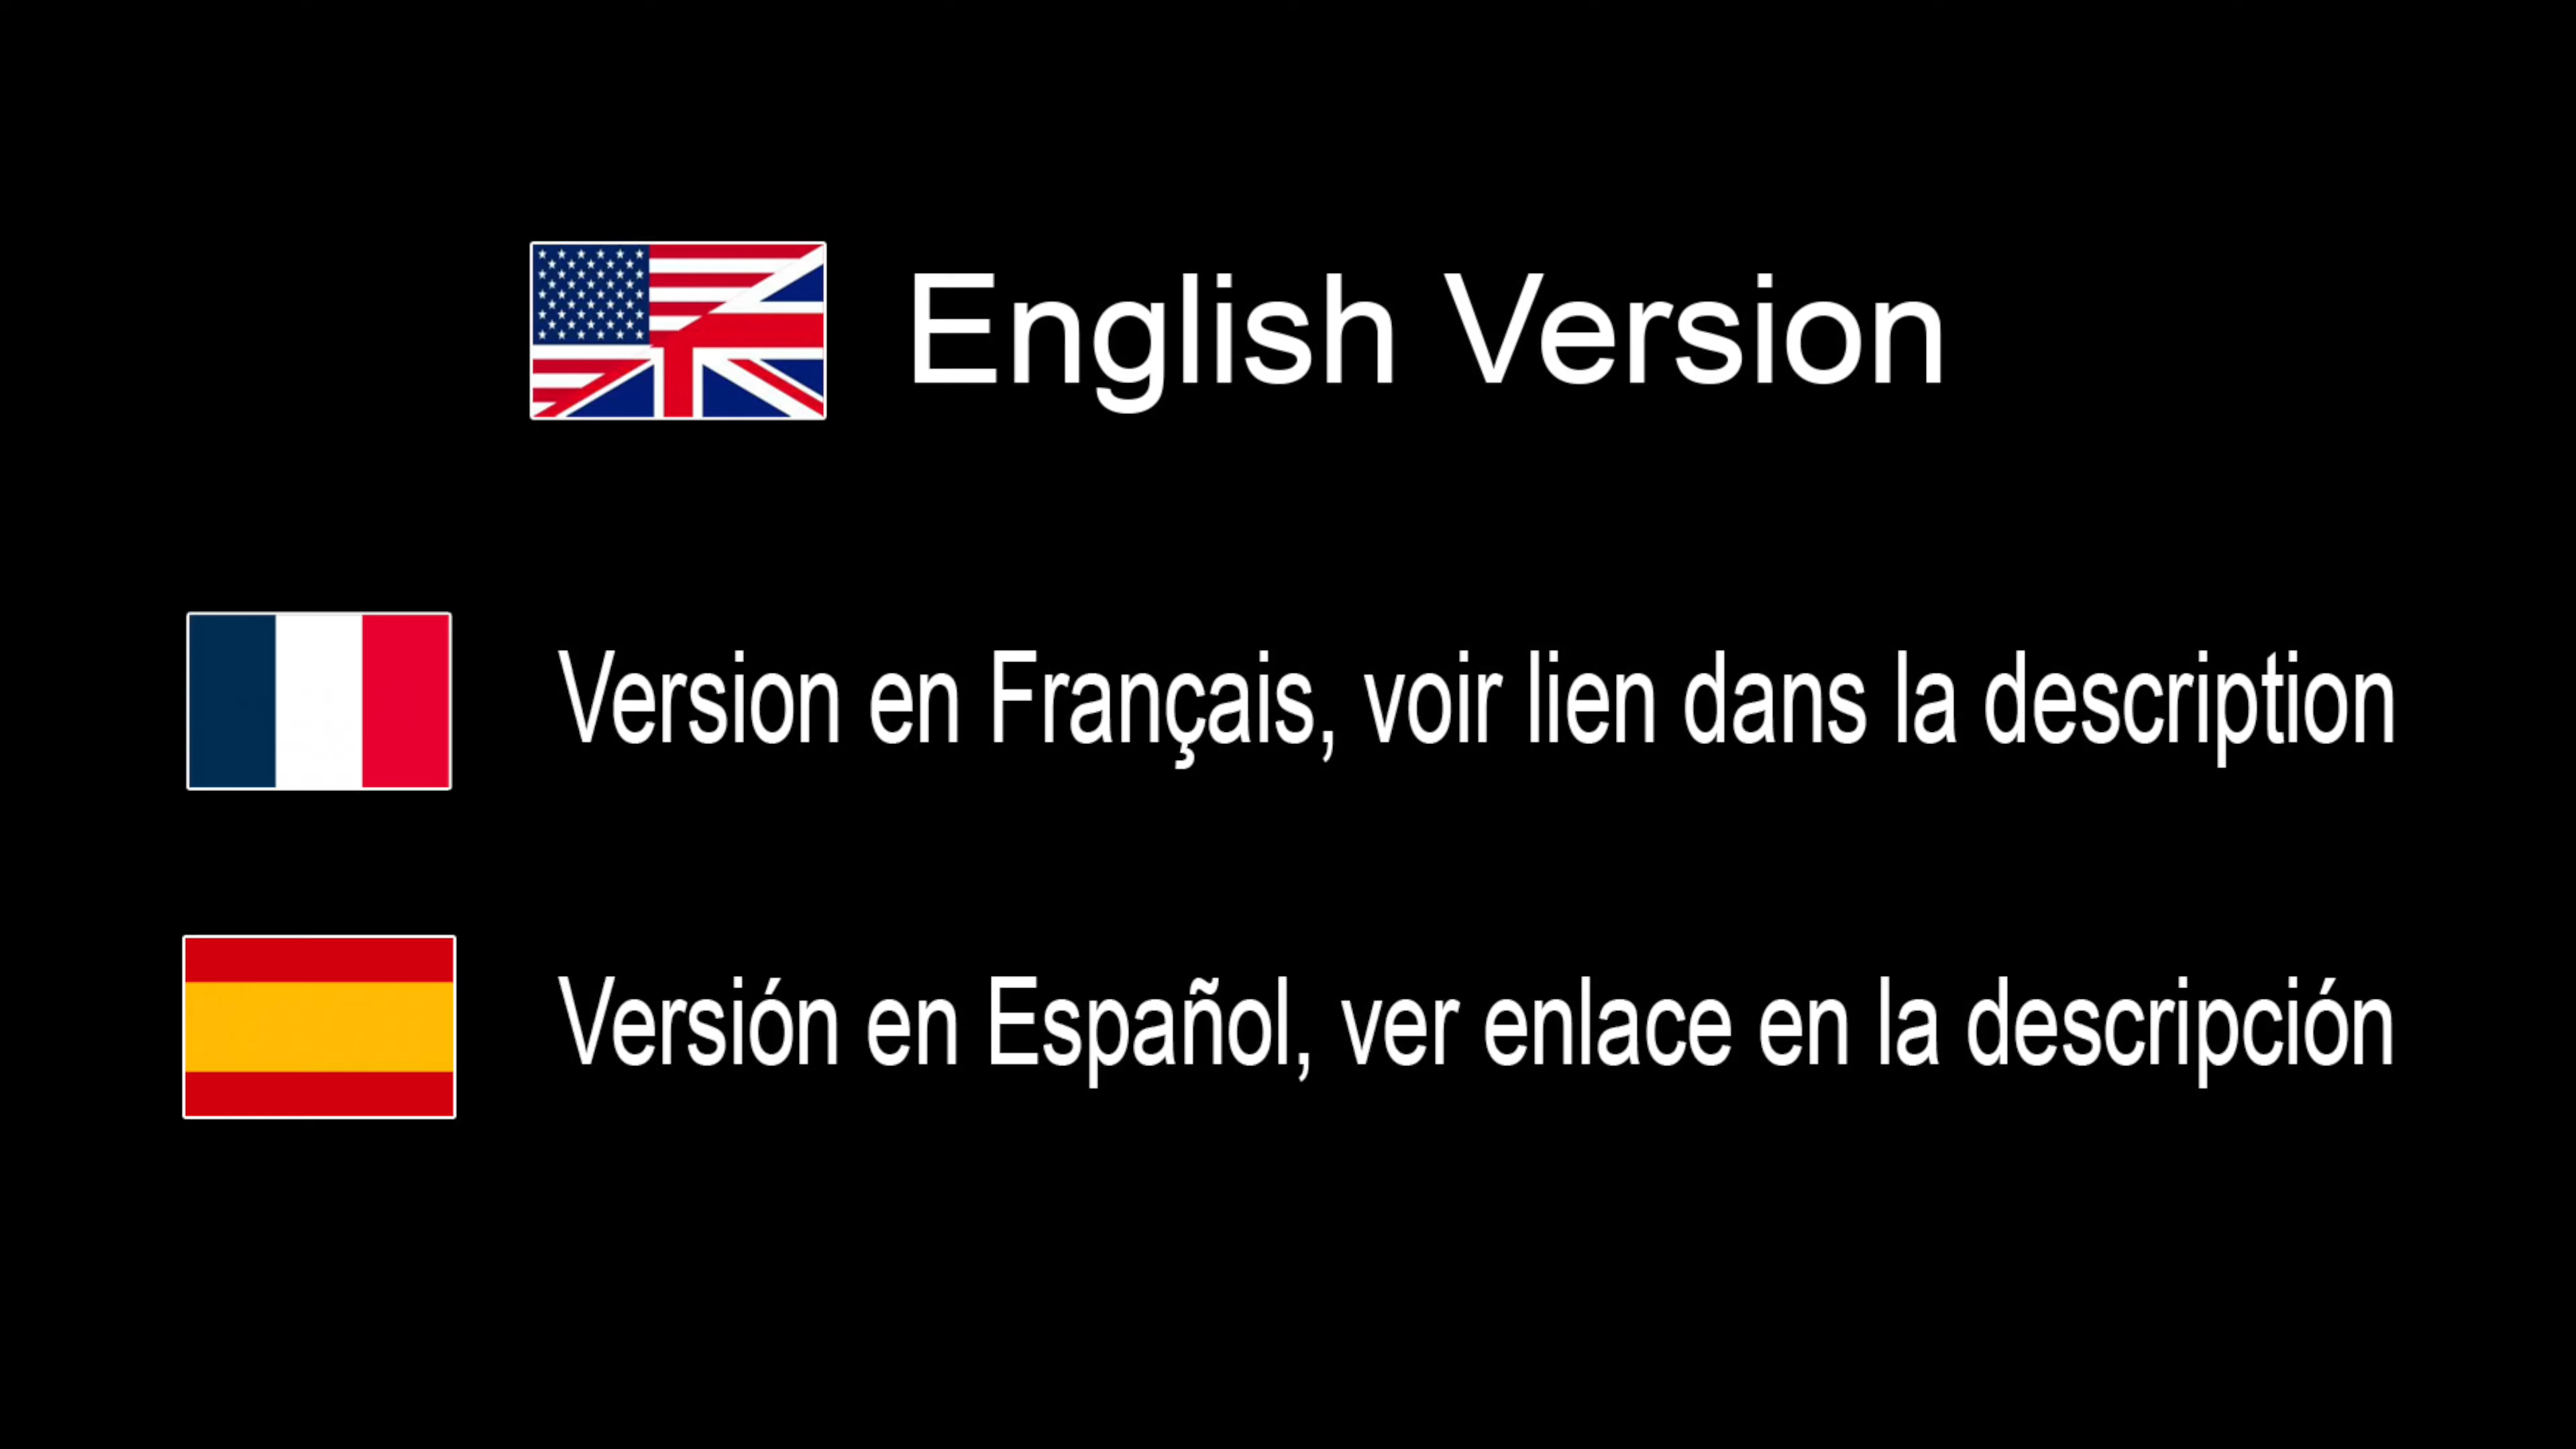 English Version
Version en Français, voir lien dans la description
Versión en Español, ver enlace en la descripción